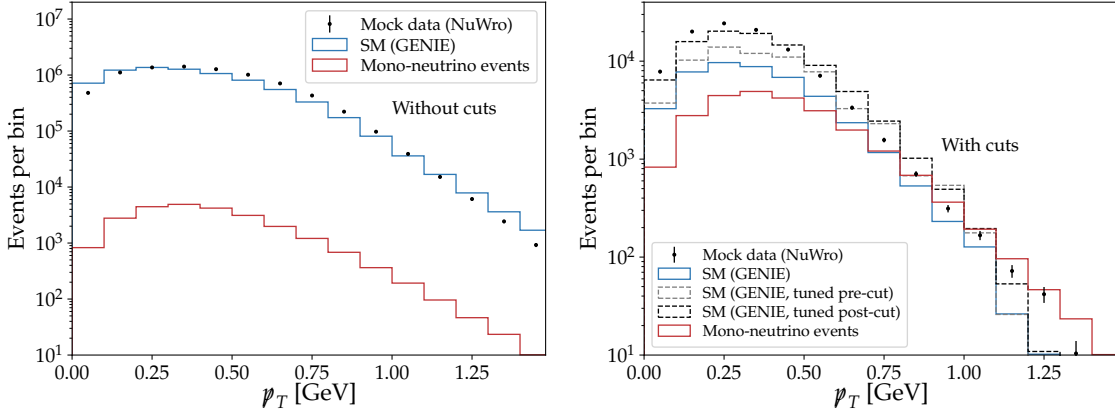 Events per bin
10^7
10^6
10^5
10^4
10^3
10^2
10^1
Mock data (NuWro)
SM (GENIE)
Mono-neutrino events
Without cuts
0.00 0.25 0.50 0.75 1.00 1.25
p̸_T [GeV]
Events per bin
10^4
10^3
10^2
10^1
With cuts
Mock data (NuWro)
SM (GENIE)
SM (GENIE, tuned pre-cut)
SM (GENIE, tuned post-cut)
Mono-neutrino events
0.00 0.25 0.50 0.75 1.00 1.25
p̸_T [GeV]